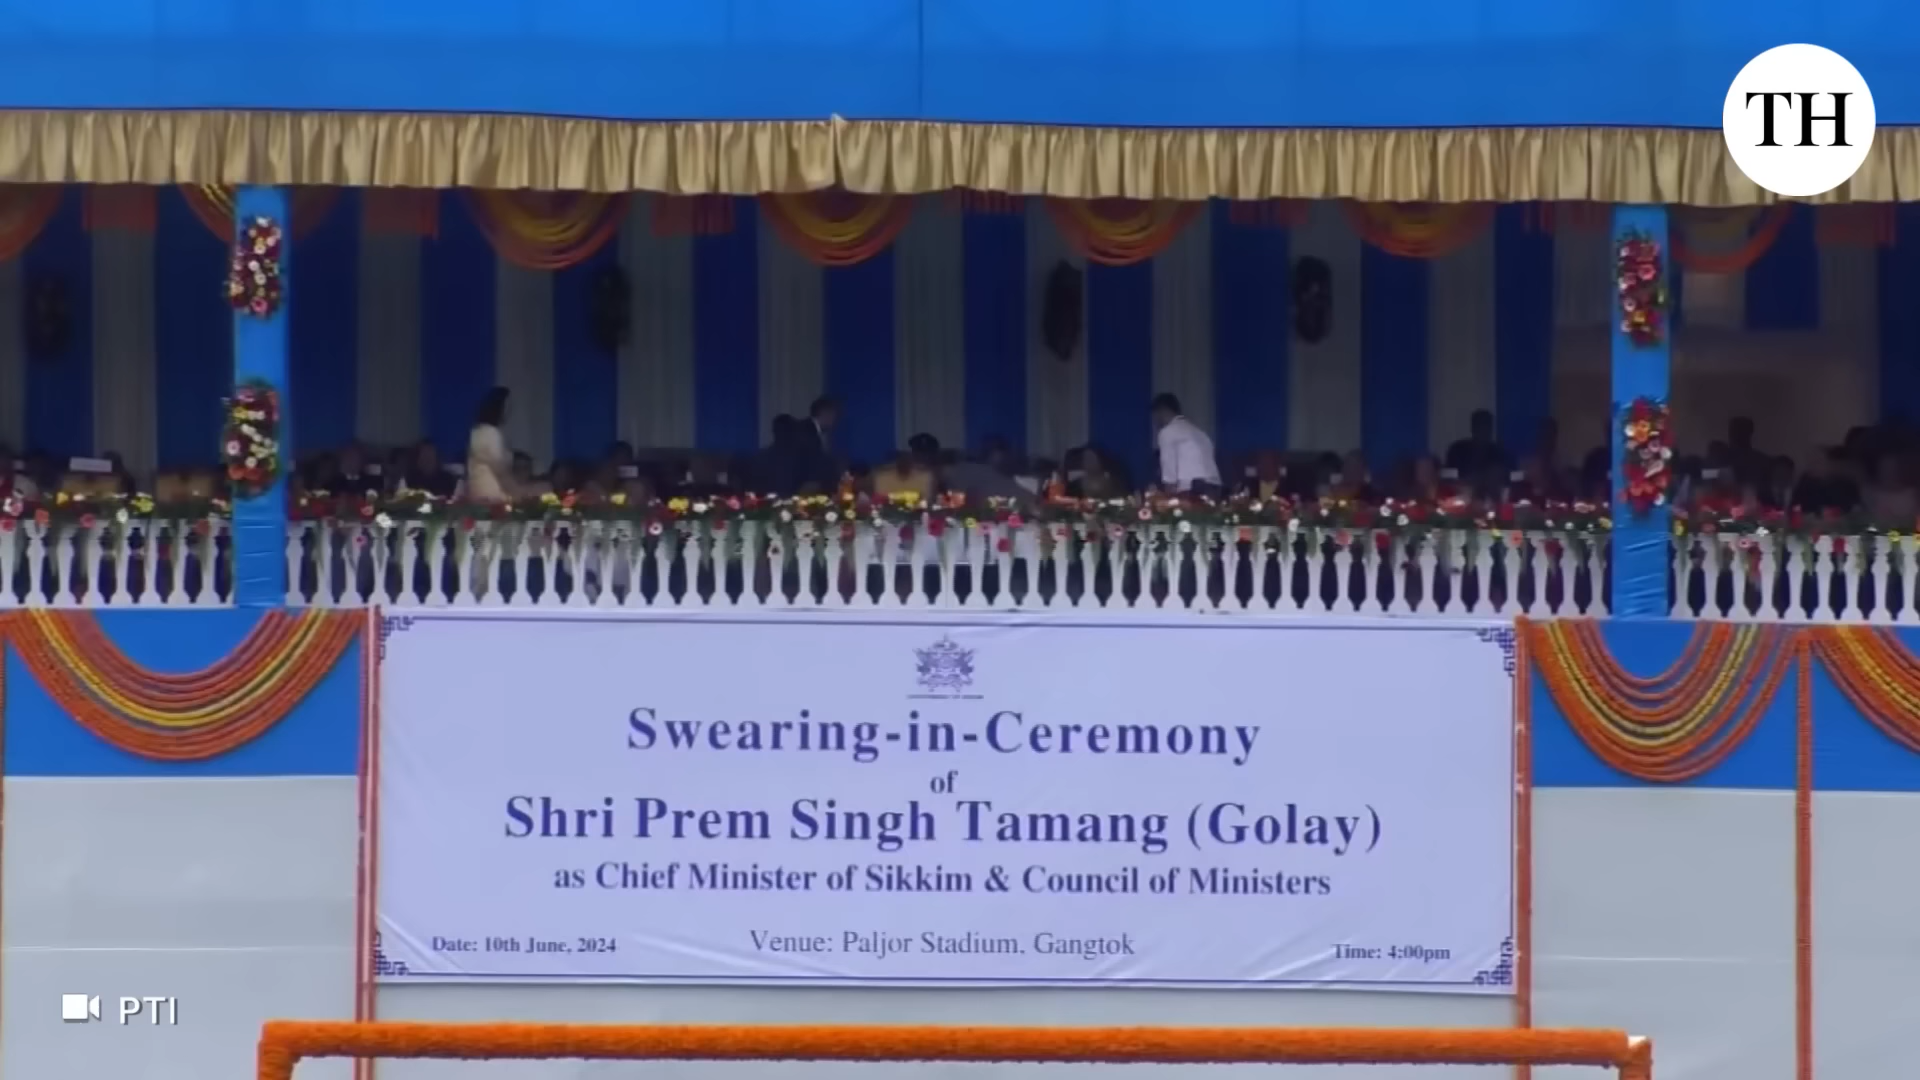 TH
Swearing-in-Ceremony
of
Shri Prem Singh Tamang (Golay)
as Chief Minister of Sikkim & Council of Ministers
Date: 10th June, 2024 Venue: Paljor Stadium, Gangtok Time: 4:00pm
PTI